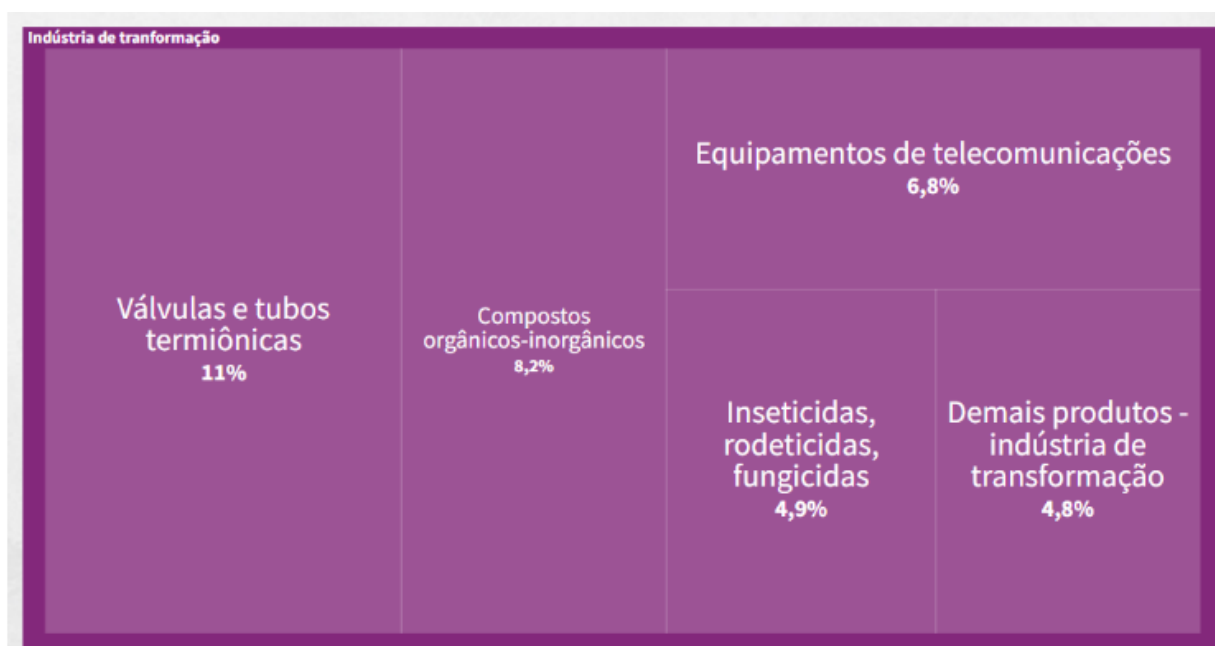 Indústria de tranformação
Válvulas e tubos
termiônicas
11%
Compostos
orgânicos-inorgânicos
8,2%
Equipamentos de telecomunicações
6,8%
Inseticidas,
rodeticidas,
fungicidas
4,9%
Demais produtos -
indústria de
transformação
4,8%